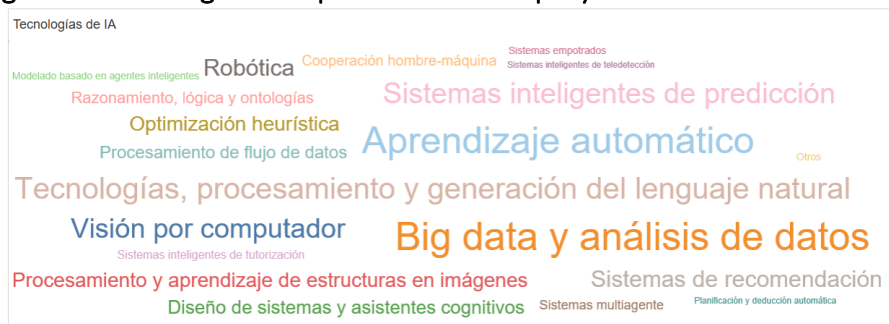 Tecnologías de IA
Sistemas empotrados
Robótica
Cooperación hombre-máquina
Sistemas inteligentes de teledetección
Modelado basado en agentes inteligentes
Razonamiento, lógica y ontologías
Sistemas inteligentes de predicción
Optimización heurística
Aprendizaje automático
Procesamiento de flujo de datos
Otros
Tecnologías, procesamiento y generación del lenguaje natural
Visión por computador
Big data y análisis de datos
Sistemas inteligentes de tutorización
Procesamiento y aprendizaje de estructuras en imágenes
Sistemas de recomendación
Diseño de sistemas y asistentes cognitivos
Sistemas multiagente
Planificación y deducción automática